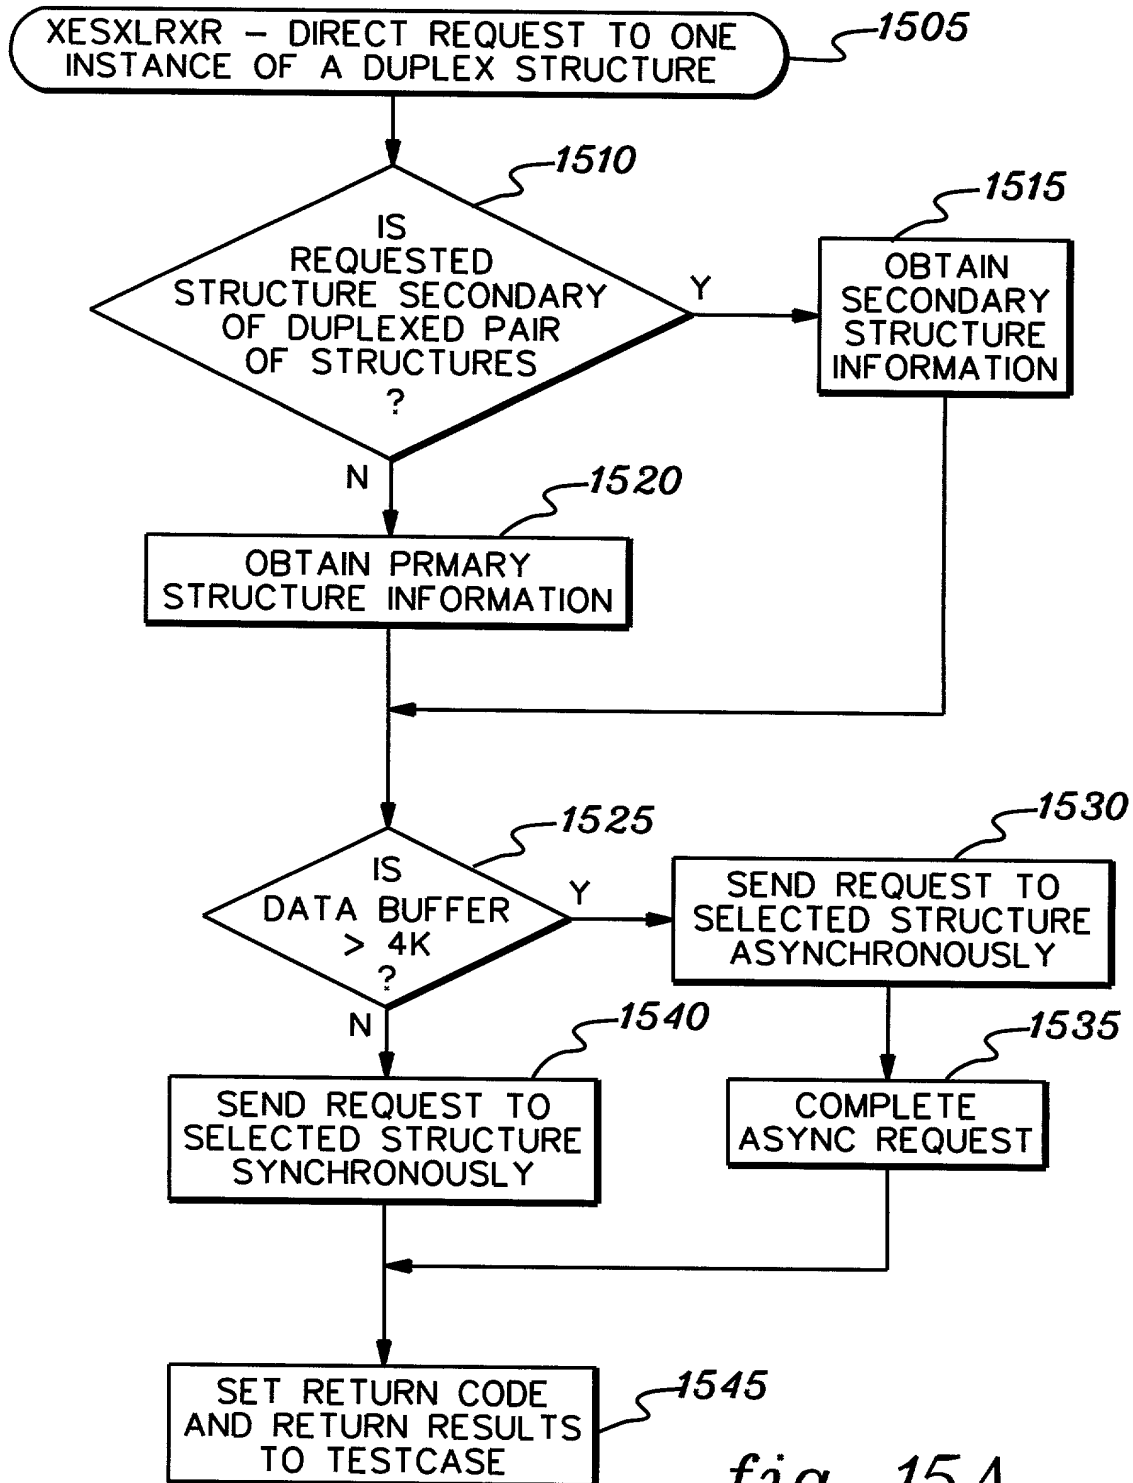 XESXLRXR – DIRECT REQUEST TO ONE
INSTANCE OF A DUPLEX STRUCTURE
1505
1510
IS
REQUESTED
STRUCTURE SECONDARY
OF DUPLEXED PAIR
OF STRUCTURES
?
Y
1515
OBTAIN
SECONDARY
STRUCTURE
INFORMATION
N
1520
OBTAIN PRMARY
STRUCTURE INFORMATION
1525
IS
DATA BUFFER
> 4K
?
Y
1530
SEND REQUEST TO
SELECTED STRUCTURE
ASYNCHRONOUSLY
N
1540
SEND REQUEST TO
SELECTED STRUCTURE
SYNCHRONOUSLY
1535
COMPLETE
ASYNC REQUEST
1545
SET RETURN CODE
AND RETURN RESULTS
TO TESTCASE
fig. 15A